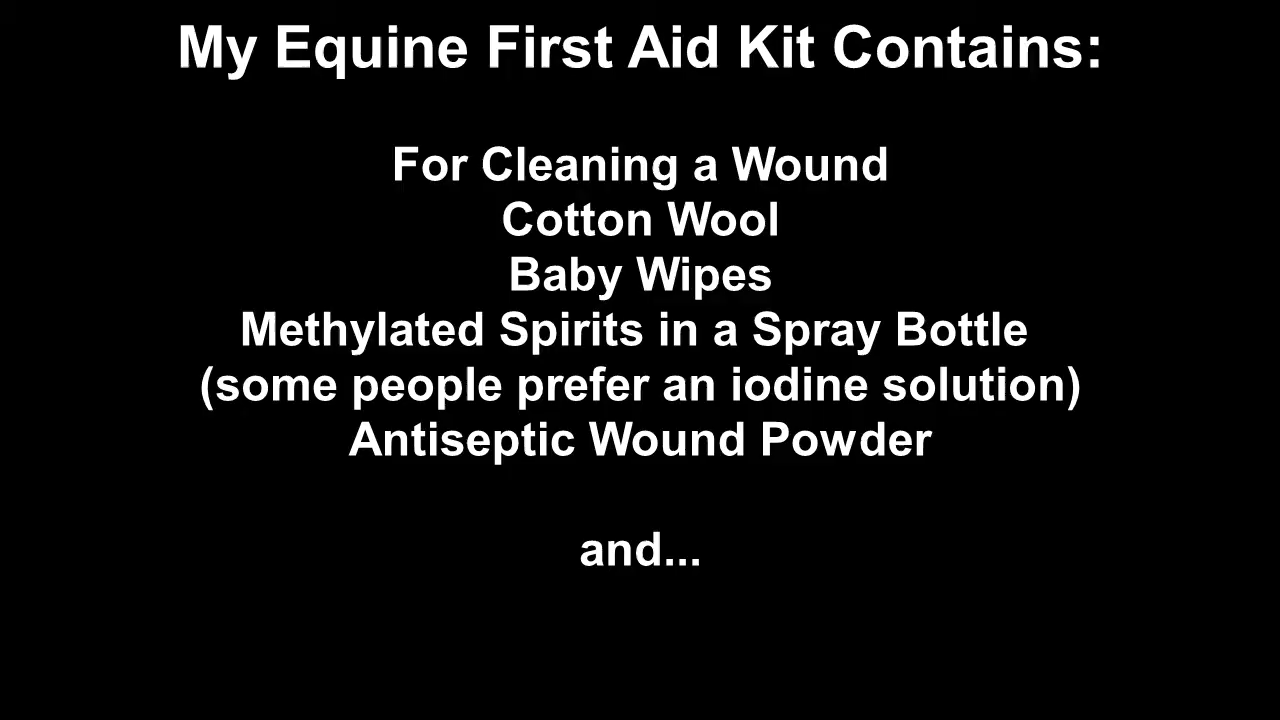 My Equine First Aid Kit Contains:
For Cleaning a Wound
Cotton Wool
Baby Wipes
Methylated Spirits in a Spray Bottle
(some people prefer an iodine solution)
Antiseptic Wound Powder
and...